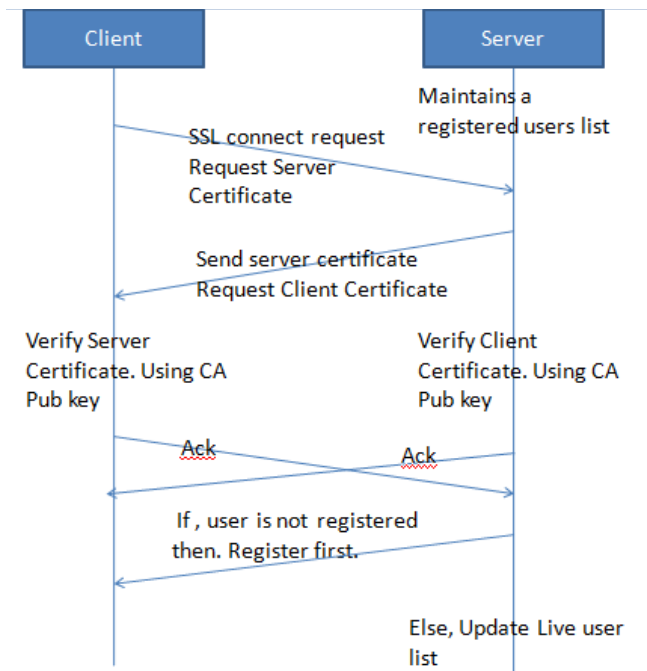 Client
Server
Maintains a
registered users list
SSL connect request
Request Server
Certificate
Send server certificate
Request Client Certificate
Verify Server
Certificate. Using CA
Pub key
Verify Client
Certificate. Using CA
Pub key
Ack
Ack
If , user is not registered
then. Register first.
Else, Update Live user
list